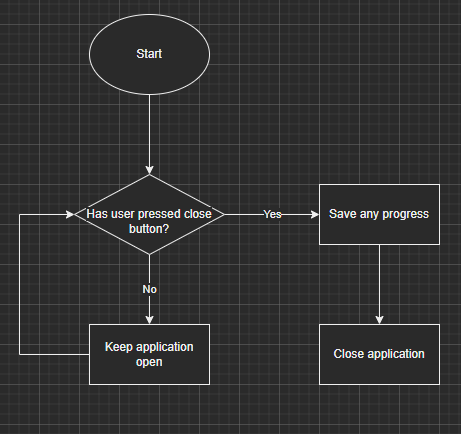 Start
Has user pressed close
button?
Yes
Save any progress
No
Keep application
open
Close application